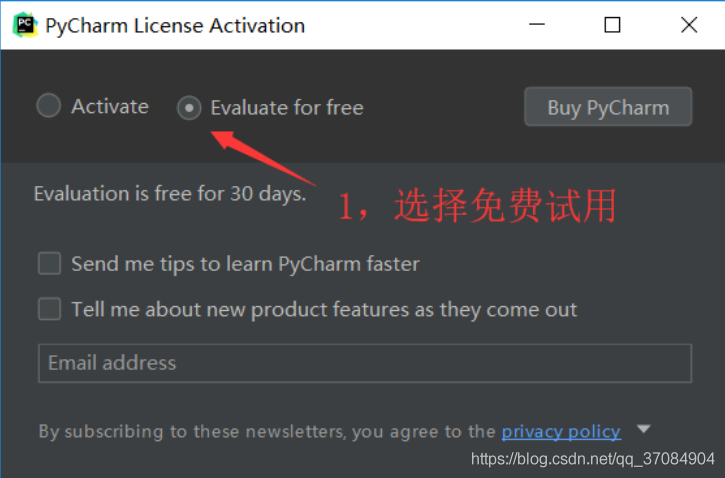 PyCharm License Activation
Activate
Evaluate for free
Buy PyCharm
Evaluation is free for 30 days.
1，选择免费试用
Send me tips to learn PyCharm faster
Tell me about new product features as they come out
Email address
By subscribing to these newsletters, you agree to the privacy policy
https://blog.csdn.net/qq_37084904